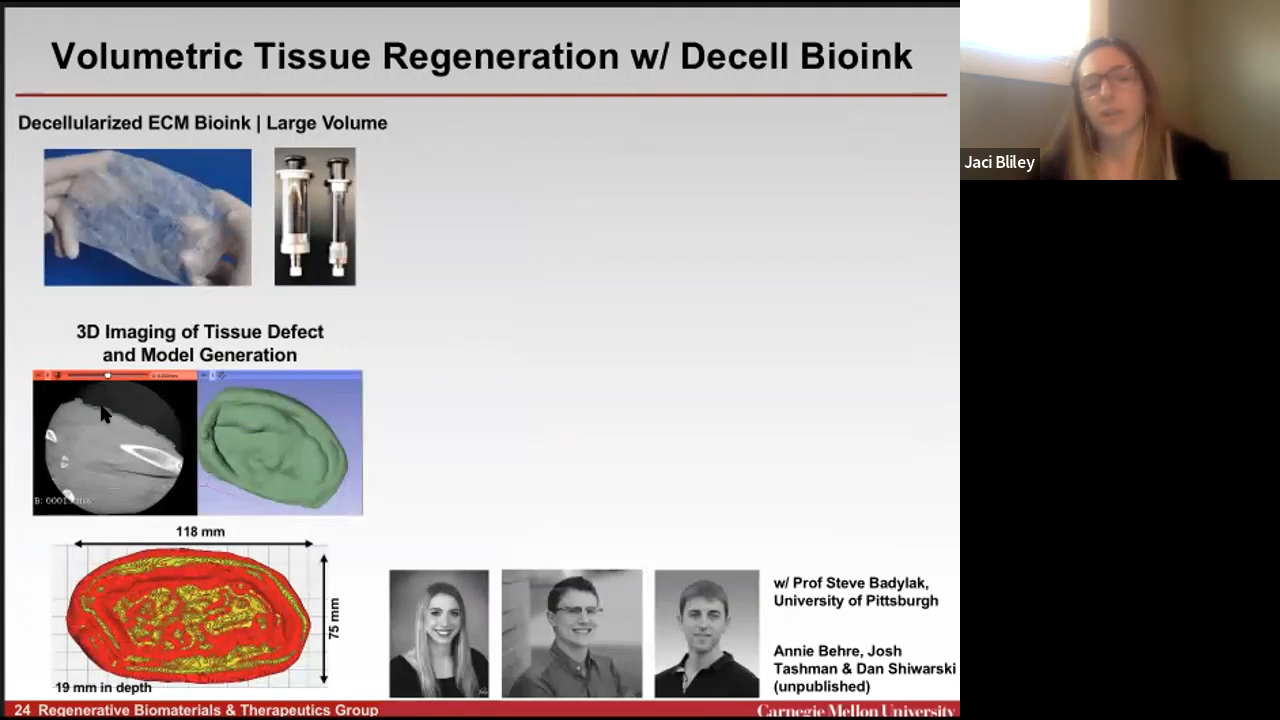 Volumetric Tissue Regeneration w/ Decell Bioink
Decellularized ECM Bioink | Large Volume
3D Imaging of Tissue Defect
and Model Generation
118 mm
75 mm
19 mm in depth
w/ Prof Steve Badylak,
University of Pittsburgh
Annie Behre, Josh
Tashman & Dan Shiwarski
(unpublished)
24 Regenerative Biomaterials & Therapeutics Group
Carnegie Mellon University
Jaci Bliley